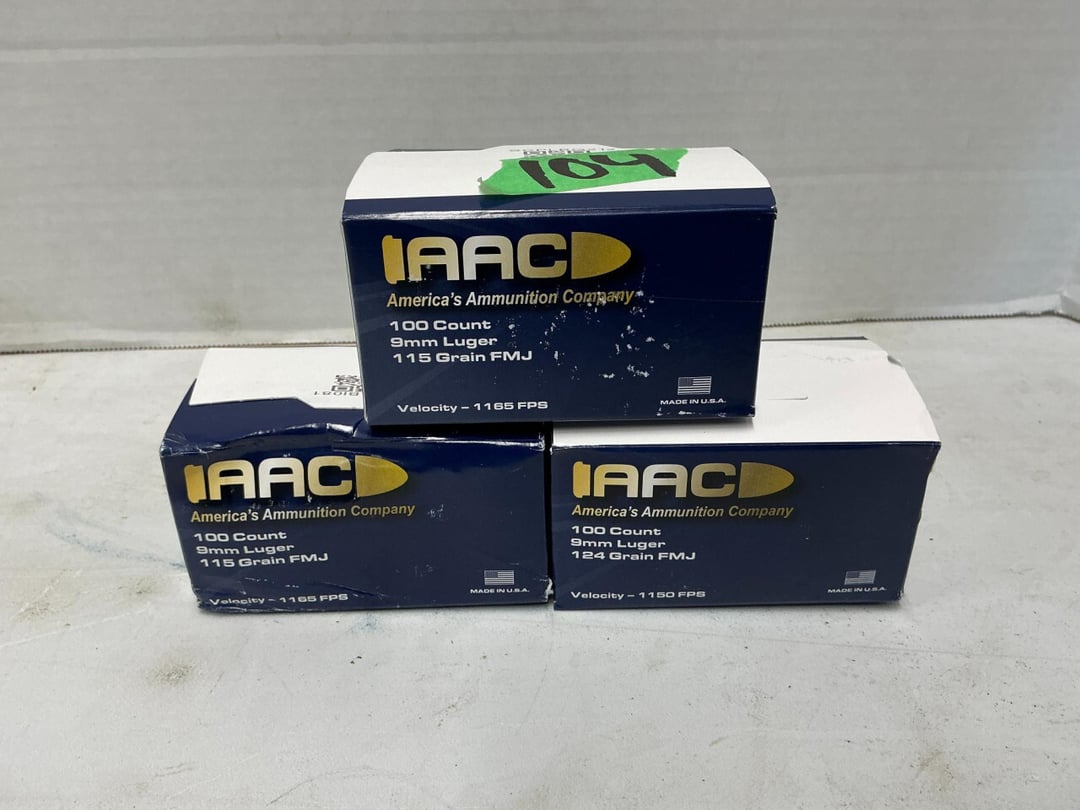 104
AAC
America's Ammunition Company
100 Count
9mm Luger
115 Grain FMJ
Velocity – 1165 FPS
MADE IN U.S.A.
AAC
America's Ammunition Company
100 Count
9mm Luger
115 Grain FMJ
Velocity – 1165 FPS
MADE IN U.S.A.
AAC
America's Ammunition Company
100 Count
9mm Luger
124 Grain FMJ
Velocity – 1150 FPS
MADE IN U.S.A.